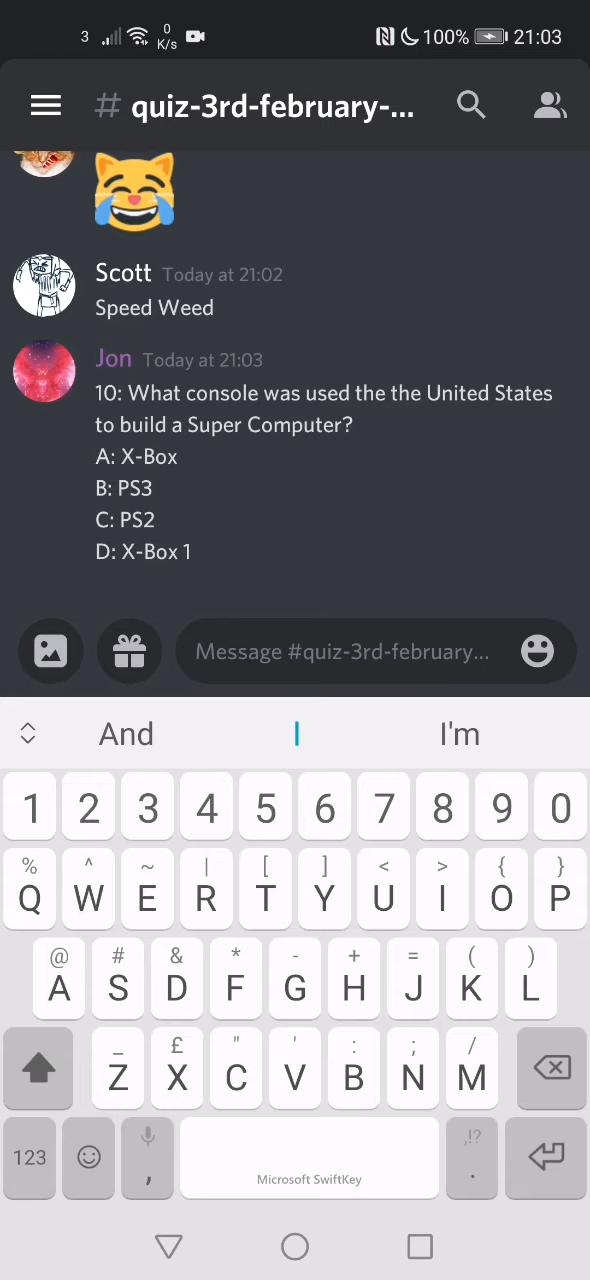 3 0 K/s 100% 21:03
# quiz-3rd-february-...
Scott Today at 21:02
Speed Weed
Jon Today at 21:03
10: What console was used the the United States
to build a Super Computer?
A: X-Box
B: PS3
C: PS2
D: X-Box 1
Message #quiz-3rd-february...
And I I'm
1 2 3 4 5 6 7 8 9 0
% ^ ~ | [ ] < > { }
Q W E R T Y U I O P
@ # & * - + = ( )
A S D F G H J K L
_ £ " ' : ; /
Z X C V B N M
123 , ,!? .
Microsoft SwiftKey